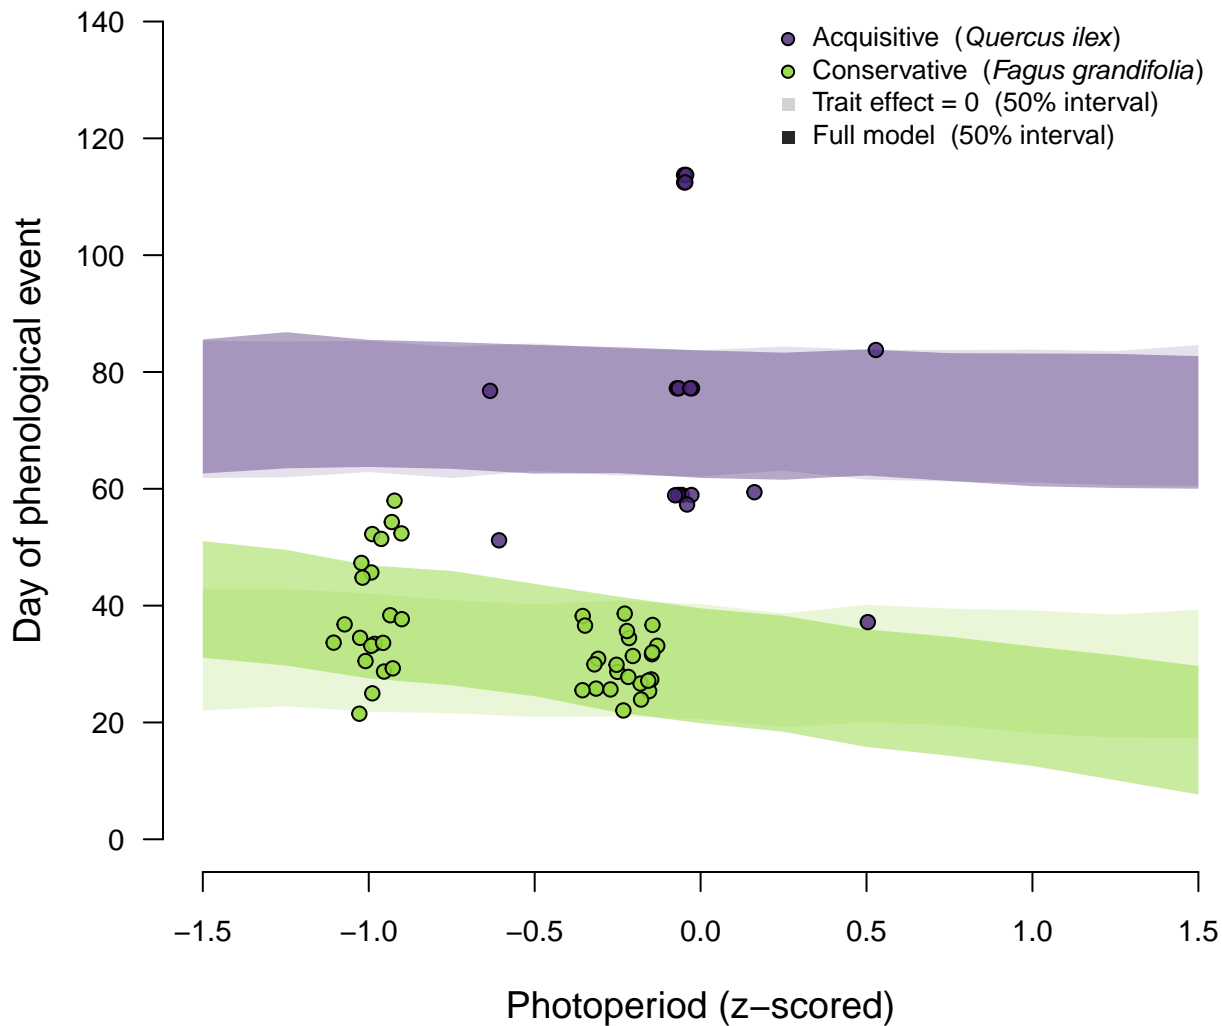 Acquisitive (Quercus ilex)
Conservative (Fagus grandifolia)
Trait effect = 0 (50% interval)
Full model (50% interval)
Day of phenological event
140
120
100
80
60
40
20
0
−1.5 −1.0 −0.5 0.0 0.5 1.0 1.5
Photoperiod (z−scored)